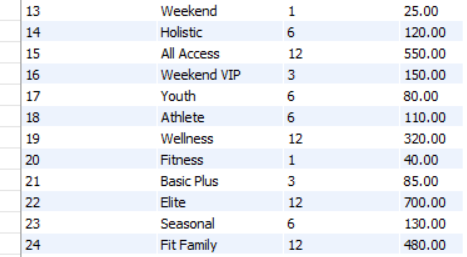 13 Weekend 1 25.00
14 Holistic 6 120.00
15 All Access 12 550.00
16 Weekend VIP 3 150.00
17 Youth 6 80.00
18 Athlete 6 110.00
19 Wellness 12 320.00
20 Fitness 1 40.00
21 Basic Plus 3 85.00
22 Elite 12 700.00
23 Seasonal 6 130.00
24 Fit Family 12 480.00